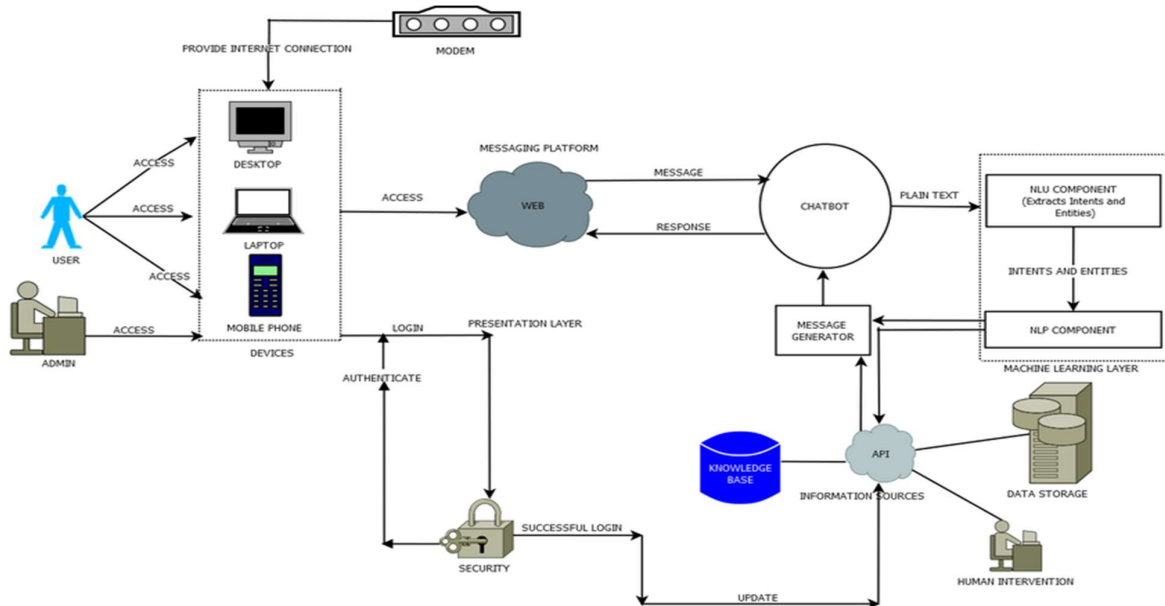 PROVIDE INTERNET CONNECTION
MODEM
DESKTOP
LAPTOP
MOBILE PHONE
DEVICES
ACCESS
ACCESS
ACCESS
USER
ACCESS
ADMIN
MESSAGING PLATFORM
ACCESS
WEB
MESSAGE
RESPONSE
CHATBOT
PLAIN TEXT
NLU COMPONENT
(Extracts Intents and
Entities)
INTENTS AND ENTITIES
NLP COMPONENT
MACHINE LEARNING LAYER
MESSAGE
GENERATOR
LOGIN
PRESENTATION LAYER
AUTHENTICATE
SECURITY
SUCCESSFUL LOGIN
UPDATE
API
INFORMATION SOURCES
KNOWLEDGE
BASE
DATA STORAGE
HUMAN INTERVENTION